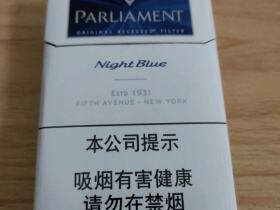 PARLIAMENT
ORIGINAL RECESSED FILTER
Night Blue
ESTD 1931
FIFTH AVENUE - NEW YORK
本公司提示
吸烟有害健康
请勿在禁烟